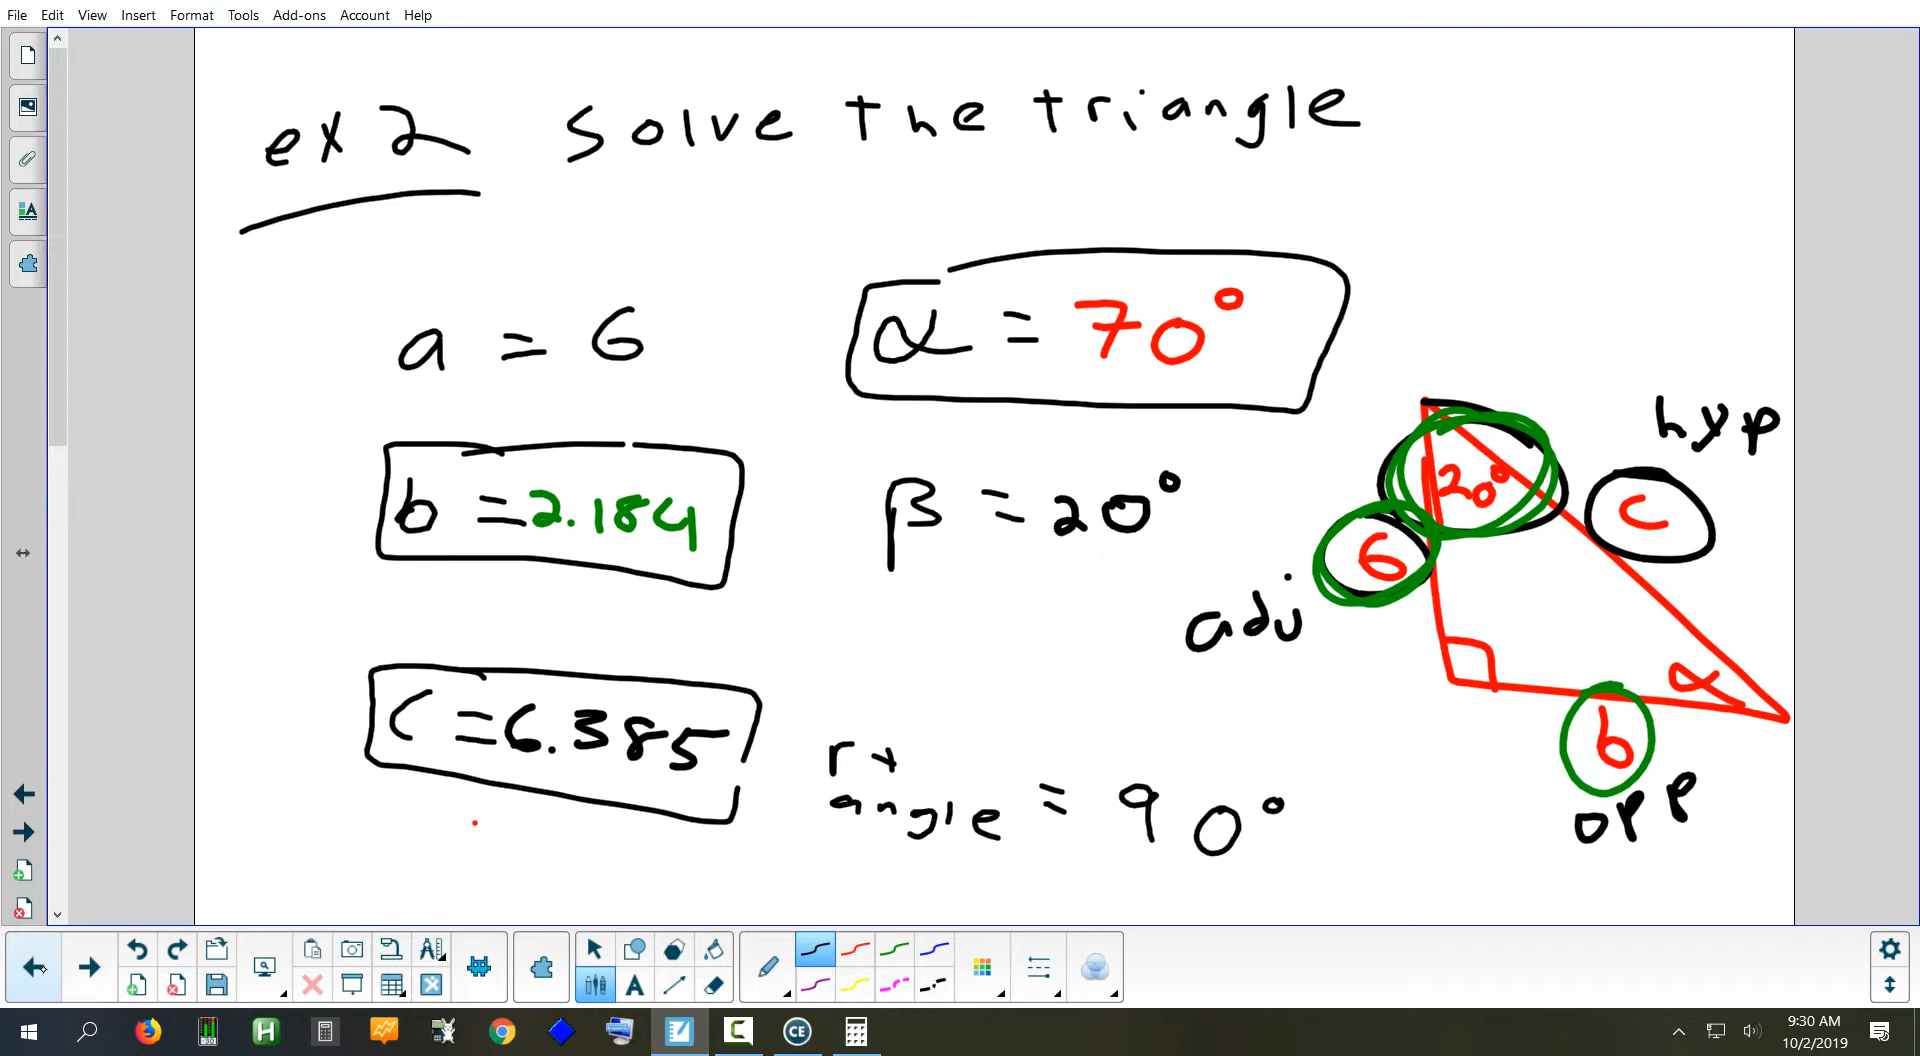 File Edit View Insert Format Tools Add-ons Account Help
ex 2 solve the triangle
a = 6
α = 70°
b = 2.184
β = 20°
c = 6.385
rt
angle = 90°
hyp
20°
c
6
adj
α
b
opp
A
H
CE
9:30 AM
10/2/2019